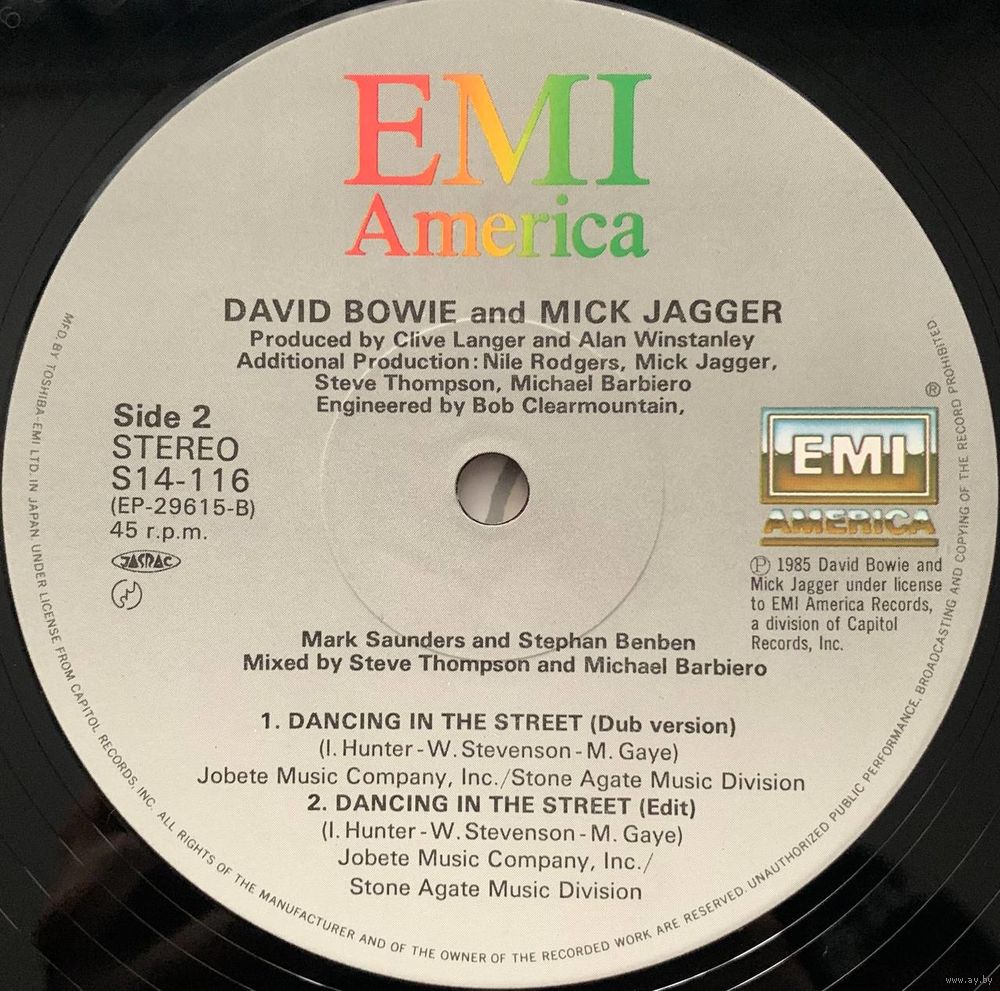 EMI
America
DAVID BOWIE and MICK JAGGER
Produced by Clive Langer and Alan Winstanley
Additional Production: Nile Rodgers, Mick Jagger,
Steve Thompson, Michael Barbiero
Engineered by Bob Clearmountain,
Side 2
STEREO
S14-116
(EP-29615-B)
45 r.p.m.
JASRAC
®
EMI
AMERICA
Ⓟ 1985 David Bowie and
Mick Jagger under license
to EMI America Records,
a division of Capitol
Records, Inc.
Mark Saunders and Stephan Benben
Mixed by Steve Thompson and Michael Barbiero
1. DANCING IN THE STREET (Dub version)
(I. Hunter-W. Stevenson-M. Gaye)
Jobete Music Company, Inc./Stone Agate Music Division
2. DANCING IN THE STREET (Edit)
(I. Hunter-W. Stevenson-M. Gaye)
Jobete Music Company, Inc./
Stone Agate Music Division
MFD. BY TOSHIBA-EMI LTD. IN JAPAN UNDER LICENSE FROM CAPITOL RECORDS, INC. ALL RIGHTS OF THE MANUFACTURER AND OF THE OWNER OF THE RECORDED WORK ARE RESERVED. UNAUTHORIZED PUBLIC PERFORMANCE, BROADCASTING AND COPYING OF THE RECORD PROHIBITED.
www.ay.by